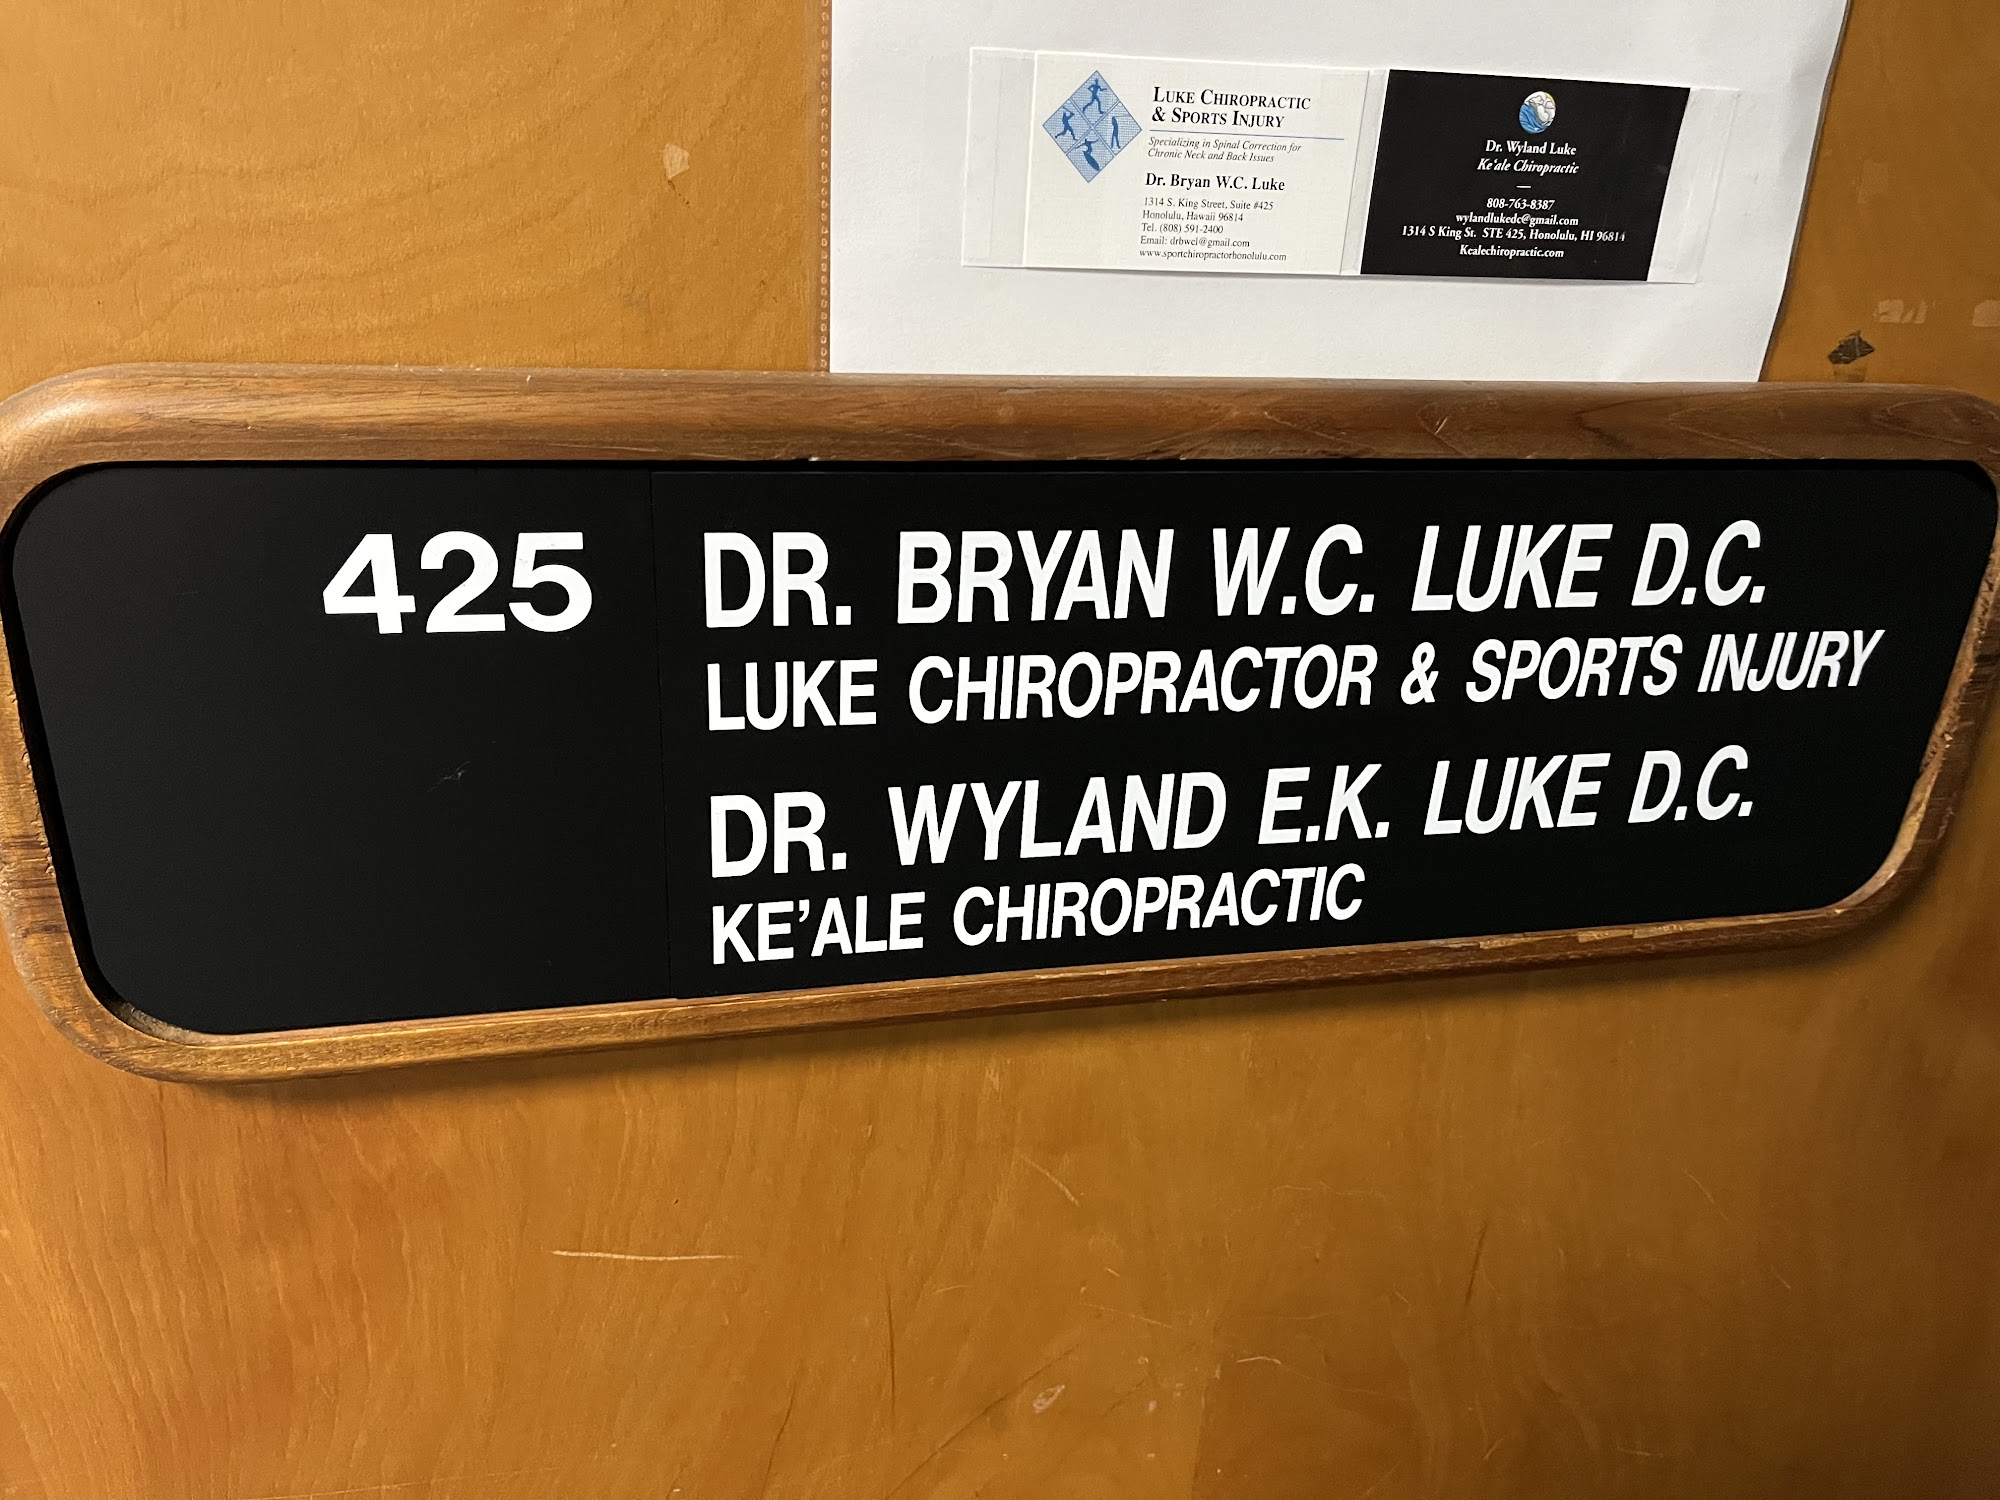 LUKE CHIROPRACTIC
& SPORTS INJURY
Specializing in Spinal Correction for
Chronic Neck and Back Issues
Dr. Bryan W.C. Luke
1314 S. King Street, Suite #425
Honolulu, Hawaii 96814
Tel. (808) 591-2400
Email: drbwcl@gmail.com
www.sportchiropractorhonolulu.com
Dr. Wyland Luke
Ke'ale Chiropractic
808-763-8387
wylandlukedc@gmail.com
1314 S King St. STE 425, Honolulu, HI 96814
Kealechiropractic.com
425
DR. BRYAN W.C. LUKE D.C.
LUKE CHIROPRACTOR & SPORTS INJURY
DR. WYLAND E.K. LUKE D.C.
KE'ALE CHIROPRACTIC